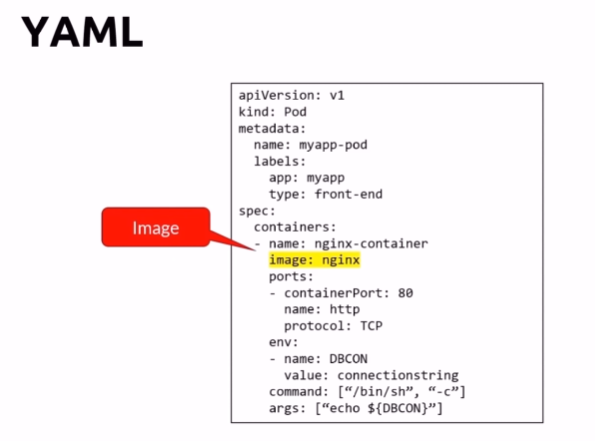 YAML
apiVersion: v1
kind: Pod
metadata:
  name: myapp-pod
  labels:
    app: myapp
    type: front-end
spec:
  containers:
  - name: nginx-container
    image: nginx
    ports:
    - containerPort: 80
      name: http
      protocol: TCP
    env:
    - name: DBCON
      value: connectionstring
    command: [“/bin/sh”, “-c”]
    args: [“echo ${DBCON}”]
Image